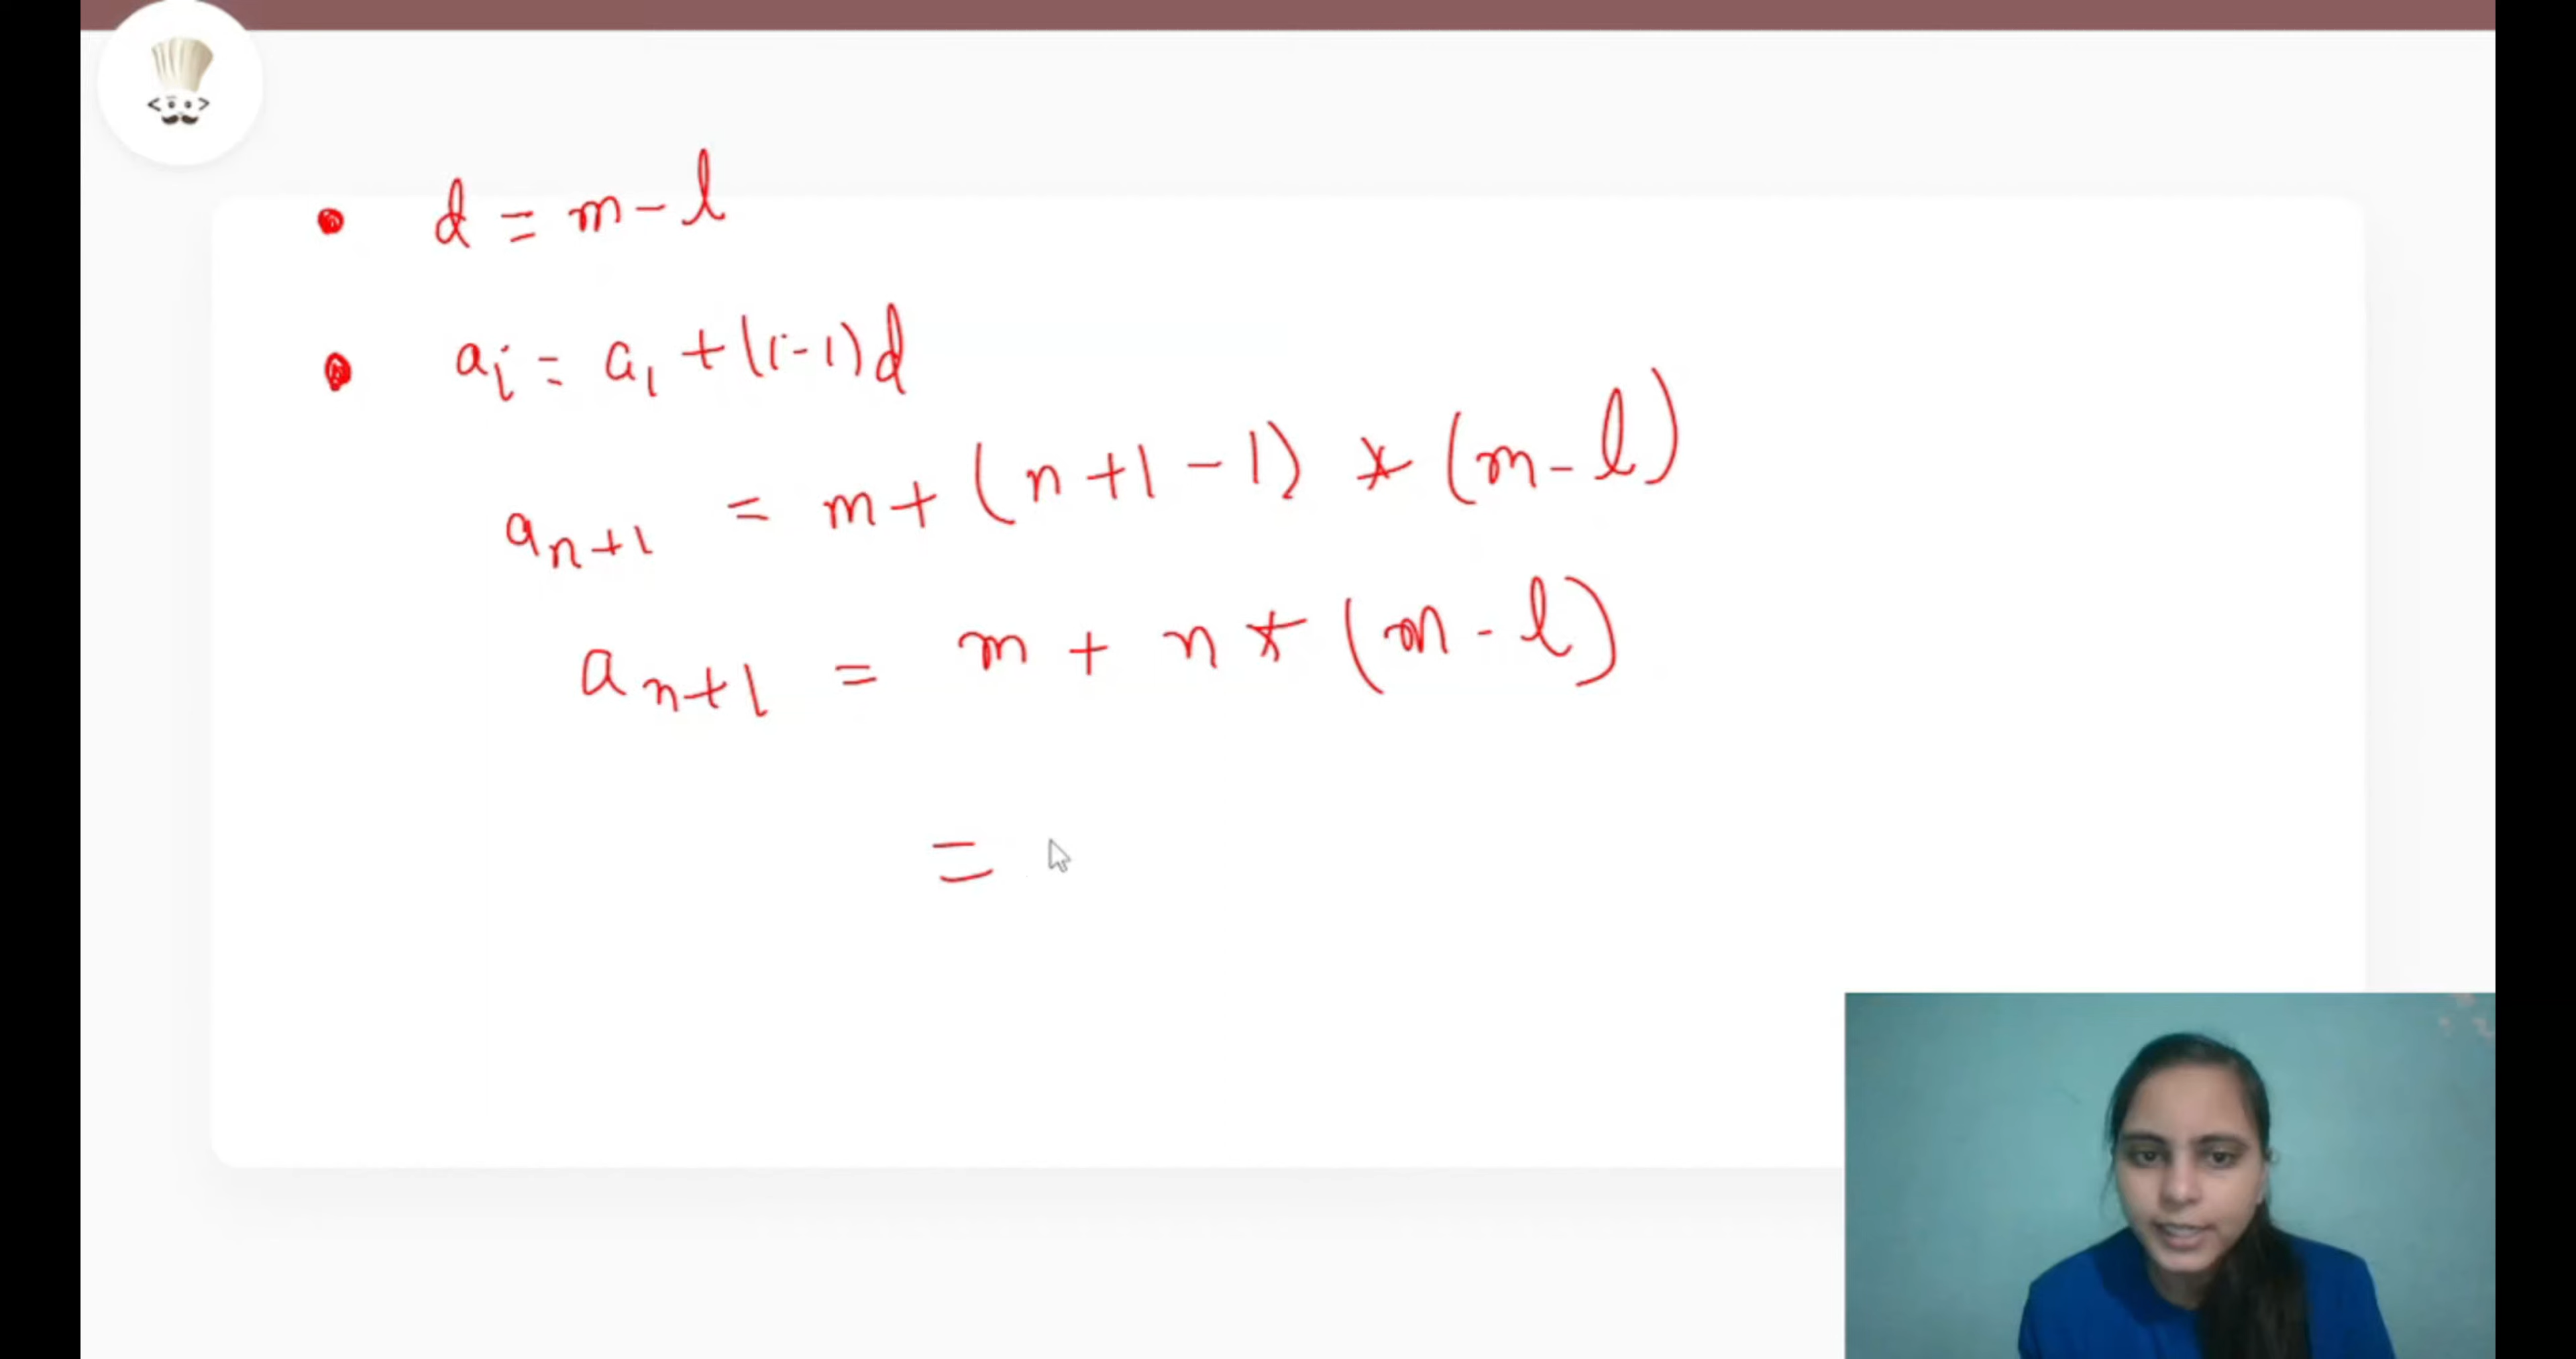 d = m - l
aᵢ = a₁ + (i-1)d
aₙ₊₁ = m + (n+1-1) * (m-l)
aₙ₊₁ = m + n * (m-l)
=